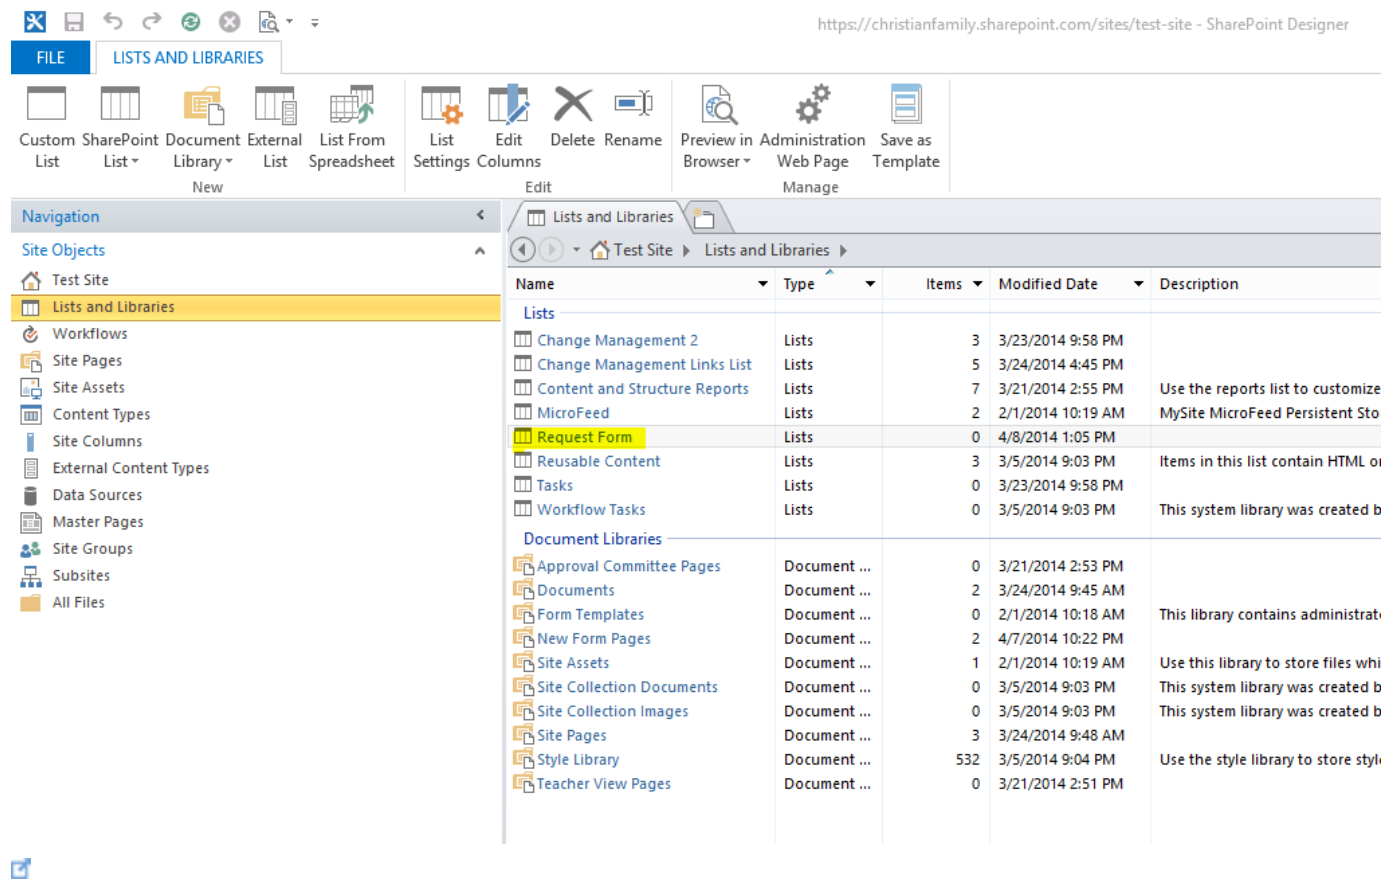 https://christianfamily.sharepoint.com/sites/test-site - SharePoint Designer
FILE LISTS AND LIBRARIES
Custom List
SharePoint List
Document Library
External List
List From Spreadsheet
New
List Settings
Edit Columns
Delete
Rename
Edit
Preview in Browser
Administration Web Page
Save as Template
Manage
Navigation
Site Objects
Test Site
Lists and Libraries
Workflows
Site Pages
Site Assets
Content Types
Site Columns
External Content Types
Data Sources
Master Pages
Site Groups
Subsites
All Files
Lists and Libraries
Test Site Lists and Libraries
Name Type Items Modified Date Description
Lists
Change Management 2 Lists 3 3/23/2014 9:58 PM
Change Management Links List Lists 5 3/24/2014 4:45 PM
Content and Structure Reports Lists 7 3/21/2014 2:55 PM Use the reports list to customize
MicroFeed Lists 2 2/1/2014 10:19 AM MySite MicroFeed Persistent Sto
Request Form Lists 0 4/8/2014 1:05 PM
Reusable Content Lists 3 3/5/2014 9:03 PM Items in this list contain HTML o
Tasks Lists 0 3/23/2014 9:58 PM
Workflow Tasks Lists 0 3/5/2014 9:03 PM This system library was created b
Document Libraries
Approval Committee Pages Document ... 0 3/21/2014 2:53 PM
Documents Document ... 2 3/24/2014 9:45 AM
Form Templates Document ... 0 2/1/2014 10:18 AM This library contains administrat
New Form Pages Document ... 2 4/7/2014 10:22 PM
Site Assets Document ... 1 2/1/2014 10:19 AM Use this library to store files whi
Site Collection Documents Document ... 0 3/5/2014 9:03 PM This system library was created b
Site Collection Images Document ... 0 3/5/2014 9:03 PM This system library was created b
Site Pages Document ... 3 3/24/2014 9:48 AM
Style Library Document ... 532 3/5/2014 9:04 PM Use the style library to store styl
Teacher View Pages Document ... 0 3/21/2014 2:51 PM